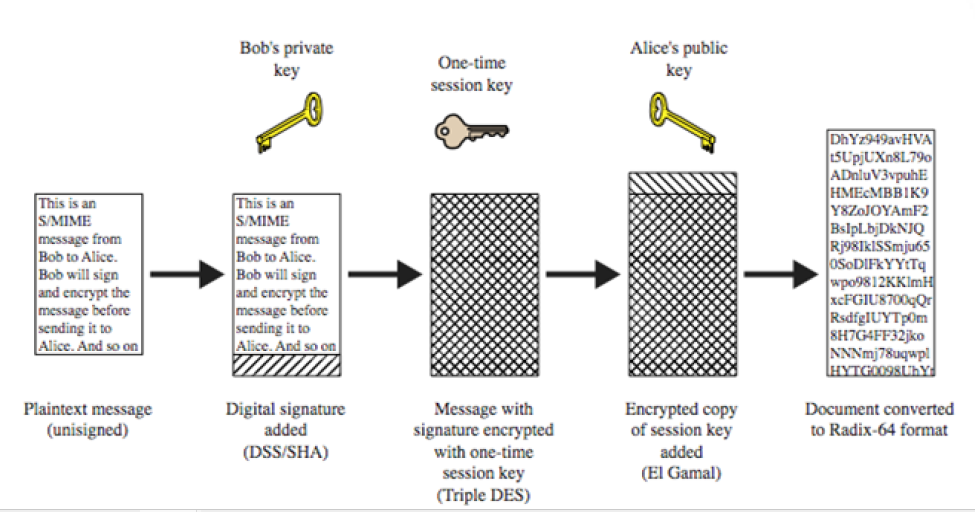 Bob's private
key
One-time
session key
Alice's public
key
This is an
S/MIME
message from
Bob to Alice.
Bob will sign
and encrypt the
message before
sending it to
Alice. And so on
This is an
S/MIME
message from
Bob to Alice.
Bob will sign
and encrypt the
message before
sending it to
Alice. And so on
DhYz949avHVA
t5UpjUXn8L79o
ADnluV3vpuhE
HMEcMBB1K9
Y8ZoJOYAmF2
BsIpLbjDkNJQ
Rj98IklSSmju65
0SoDlFkYYtTq
wpo9812KKlmH
xcFGIU8700qQr
RsdfgIUYTp0m
8H7G4FF32jko
NNNmj78uqwpl
HYTG0098UhYt
Plaintext message
(unisigned)
Digital signature
added
(DSS/SHA)
Message with
signature encrypted
with one-time
session key
(Triple DES)
Encrypted copy
of session key
added
(El Gamal)
Document converted
to Radix-64 format